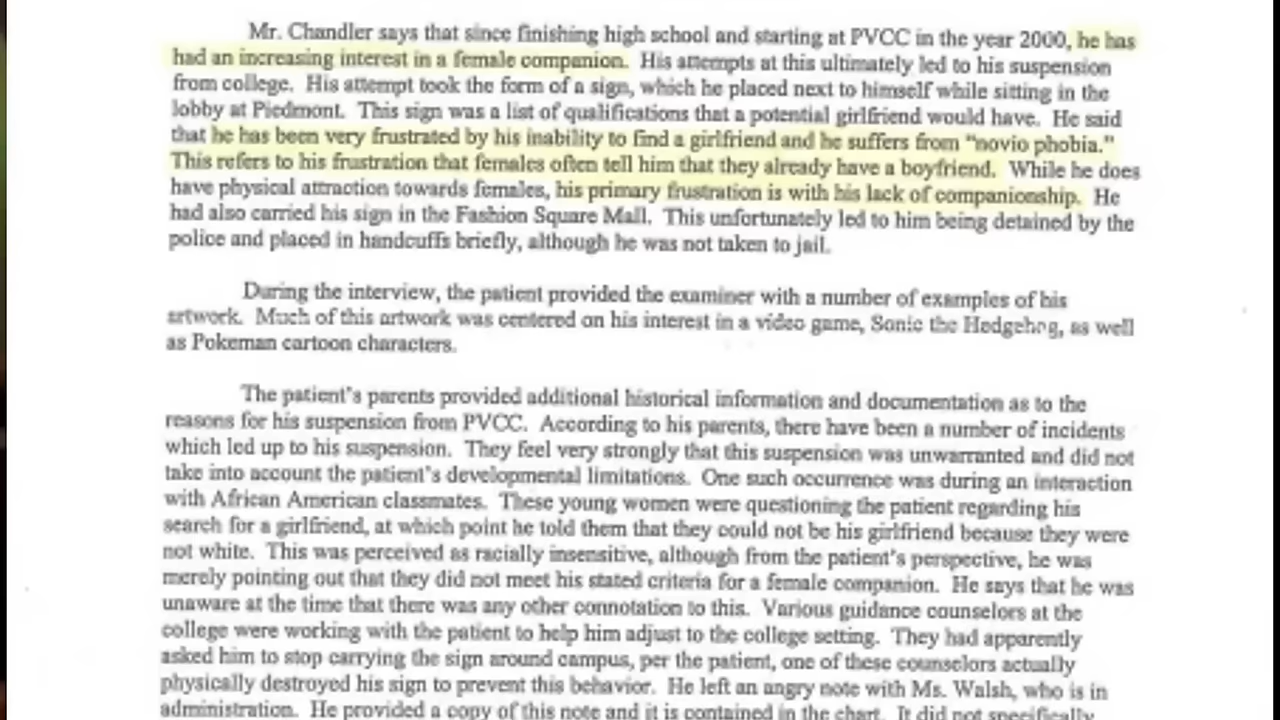 Mr. Chandler says that since finishing high school and starting at PVCC in the year 2000, he has
had an increasing interest in a female companion. His attempts at this ultimately led to his suspension
from college. His attempt took the form of a sign, which he placed next to himself while sitting in the
lobby at Piedmont. This sign was a list of qualifications that a potential girlfriend would have. He said
that he has been very frustrated by his inability to find a girlfriend and he suffers from "novio phobia."
This refers to his frustration that females often tell him that they already have a boyfriend. While he does
have physical attraction towards females, his primary frustration is with his lack of companionship. He
had also carried his sign in the Fashion Square Mall. This unfortunately led to him being detained by the
police and placed in handcuffs briefly, although he was not taken to jail.
During the interview, the patient provided the examiner with a number of examples of his
artwork. Much of this artwork was centered on his interest in a video game, Sonic the Hedgehog, as well
as Pokeman cartoon characters.
The patient's parents provided additional historical information and documentation as to the
reasons for his suspension from PVCC. According to his parents, there have been a number of incidents
which led up to his suspension. They feel very strongly that this suspension was unwarranted and did not
take into account the patient's developmental limitations. One such occurrence was during an interaction
with African American classmates. These young women were questioning the patient regarding his
search for a girlfriend, at which point he told them that they could not be his girlfriend because they were
not white. This was perceived as racially insensitive, although from the patient's perspective, he was
merely pointing out that they did not meet his stated criteria for a female companion. He says that he was
unaware at the time that there was any other connotation to this. Various guidance counselors at the
college were working with the patient to help him adjust to the college setting. They had apparently
asked him to stop carrying the sign around campus, per the patient, one of these counselors actually
physically destroyed his sign to prevent this behavior. He left an angry note with Ms. Walsh, who is in
administration. He provided a copy of this note and it is contained in the chart. It did not specifically